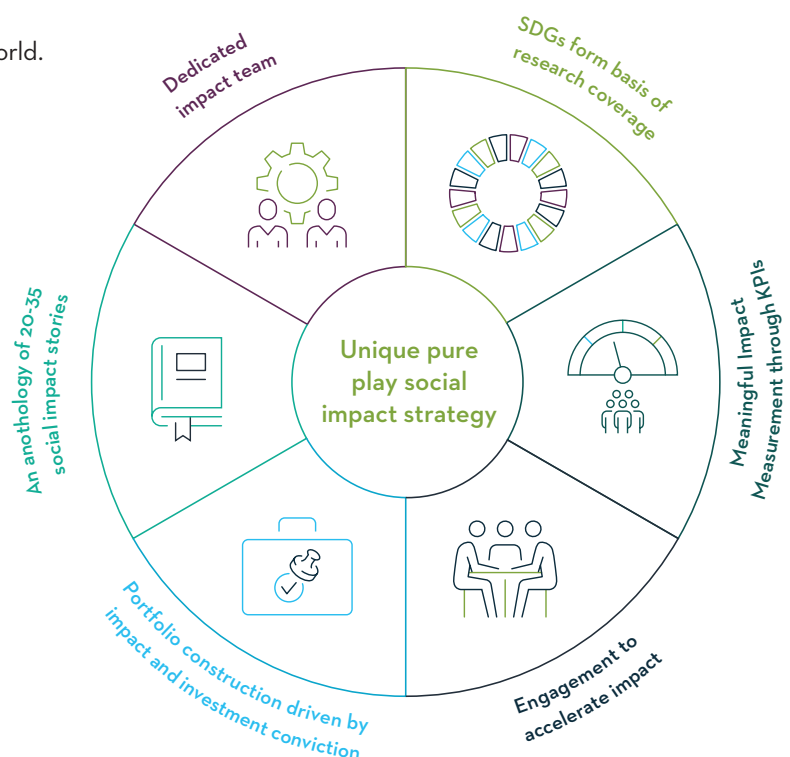 orld.
Dedicated
impact team
SDGs form basis of
research coverage
Meaningful Impact
Measurement through KPIs
Engagement to
accelerate impact
Portfolio construction driven by
impact and investment conviction
An anothology of 20-35
social impact stories
Unique pure
play social
impact strategy